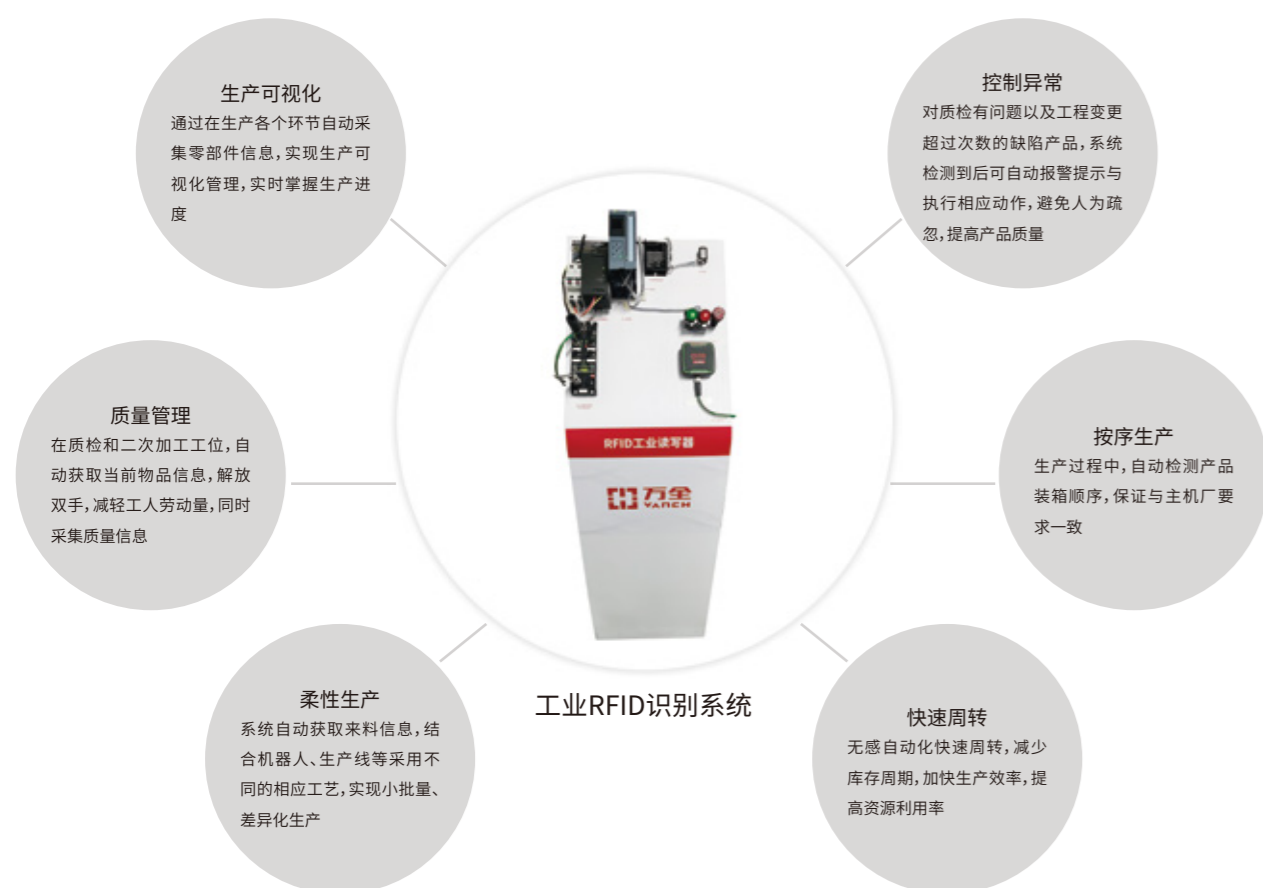 生产可视化
通过在生产各个环节自动采
集零部件信息,实现生产可
视化管理,实时掌握生产进
度
控制异常
对质检有问题以及工程变更
超过次数的缺陷产品,系统
检测到后可自动报警提示与
执行相应动作,避免人为疏
忽,提高产品质量
质量管理
在质检和二次加工工位,自
动获取当前物品信息,解放
双手,减轻工人劳动量,同时
采集质量信息
RFID工业读写器
万全
VANCH
按序生产
生产过程中,自动检测产品
装箱顺序,保证与主机厂要
求一致
柔性生产
系统自动获取来料信息,结
合机器人、生产线等采用不
同的相应工艺,实现小批量、
差异化生产
工业RFID识别系统
快速周转
无感自动化快速周转,减少
库存周期,加快生产效率,提
高资源利用率